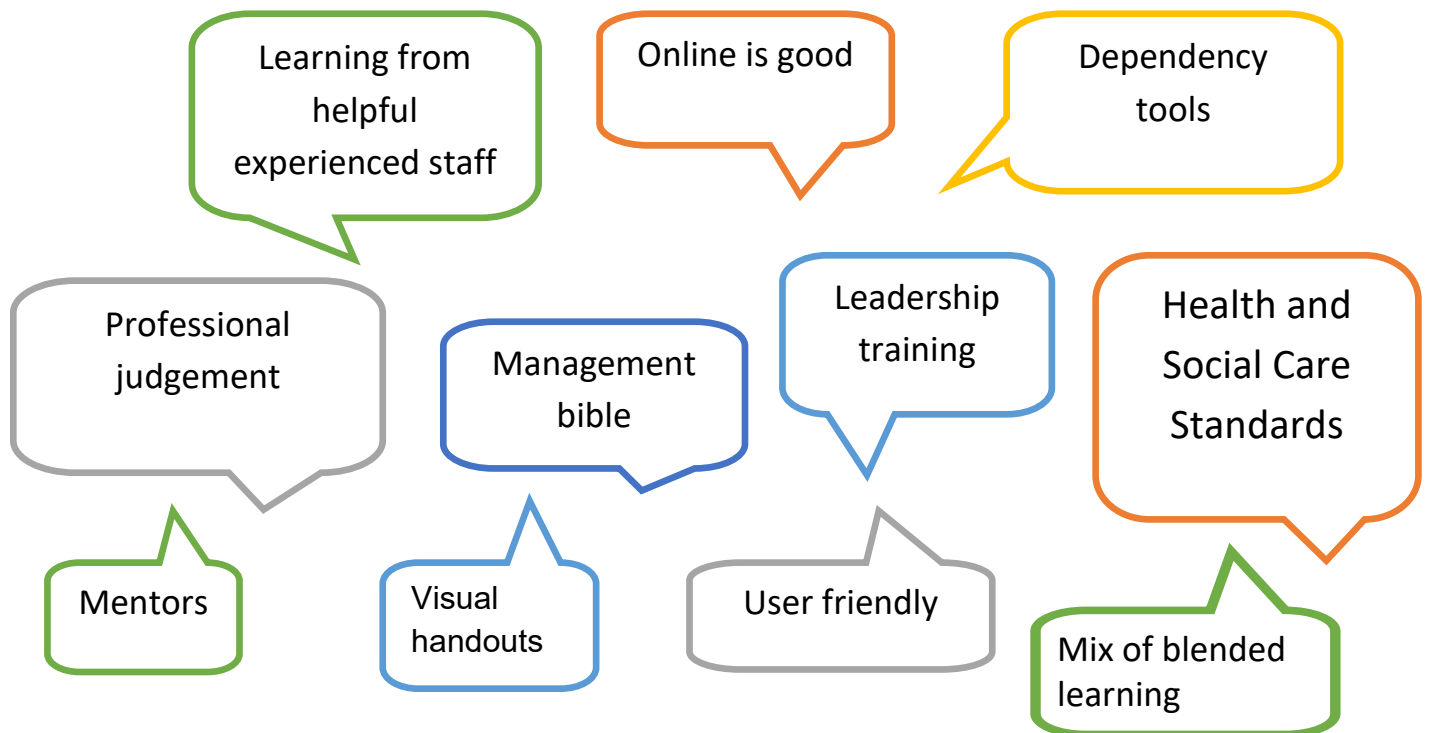 Learning from
helpful
experienced staff
Online is good
Dependency
tools
Professional
judgement
Management
bible
Leadership
training
Health and
Social Care
Standards
Mentors
Visual
handouts
User friendly
Mix of blended
learning